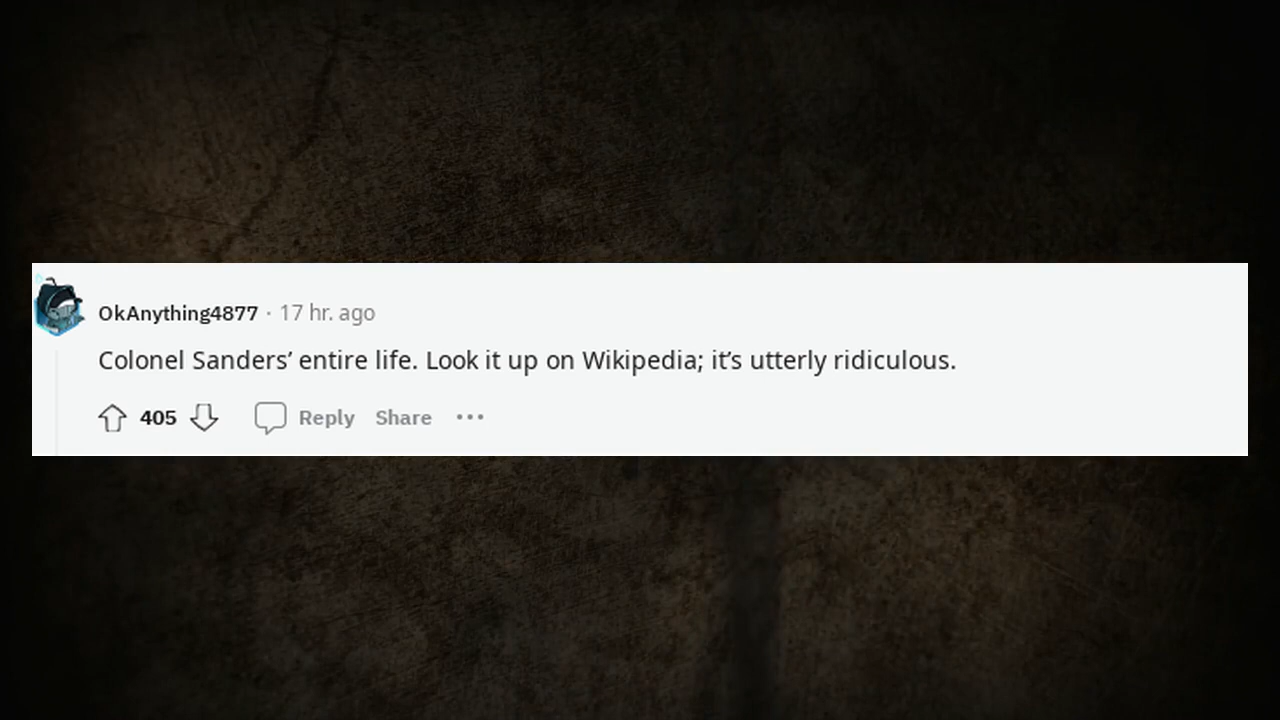 OkAnything4877 · 17 hr. ago
Colonel Sanders’ entire life. Look it up on Wikipedia; it’s utterly ridiculous.
405 Reply Share •••